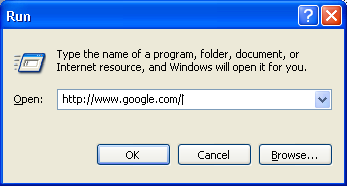 Run
Type the name of a program, folder, document, or
Internet resource, and Windows will open it for you.
Open: http://www.google.com/
OK Cancel Browse...